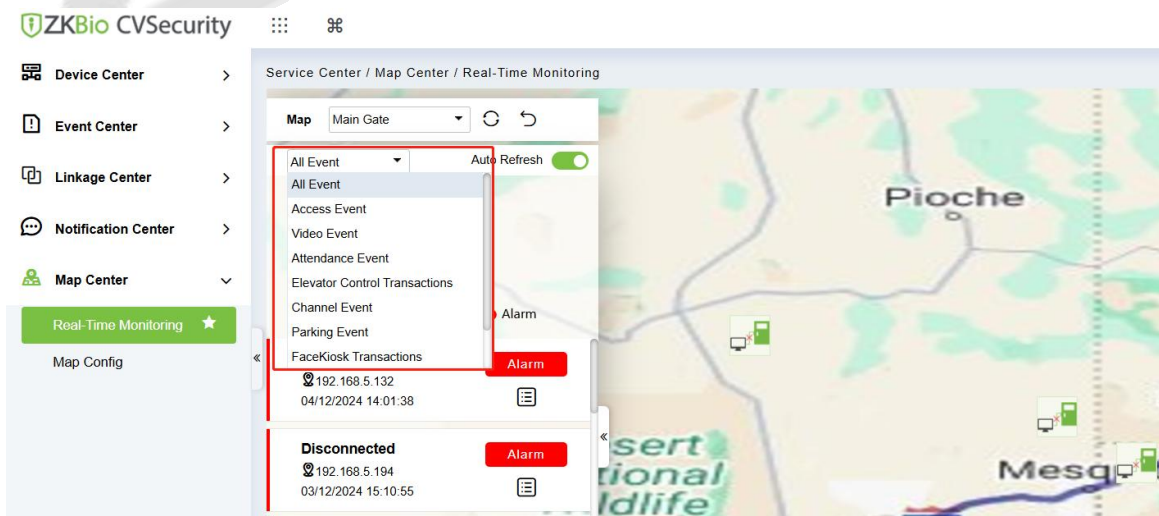 ZKBio CVSecurity
Device Center
Event Center
Linkage Center
Notification Center
Map Center
Real-Time Monitoring
Map Config
Service Center / Map Center / Real-Time Monitoring
Map Main Gate
All Event Auto Refresh
All Event
Access Event
Video Event
Attendance Event
Elevator Control Transactions
Channel Event
Alarm
Parking Event
FaceKiosk Transactions
Alarm
192.168.5.132
04/12/2024 14:01:38
Disconnected
Alarm
192.168.5.194
03/12/2024 15:10:55
Pioche
sert
tional
ldlife
Mesq